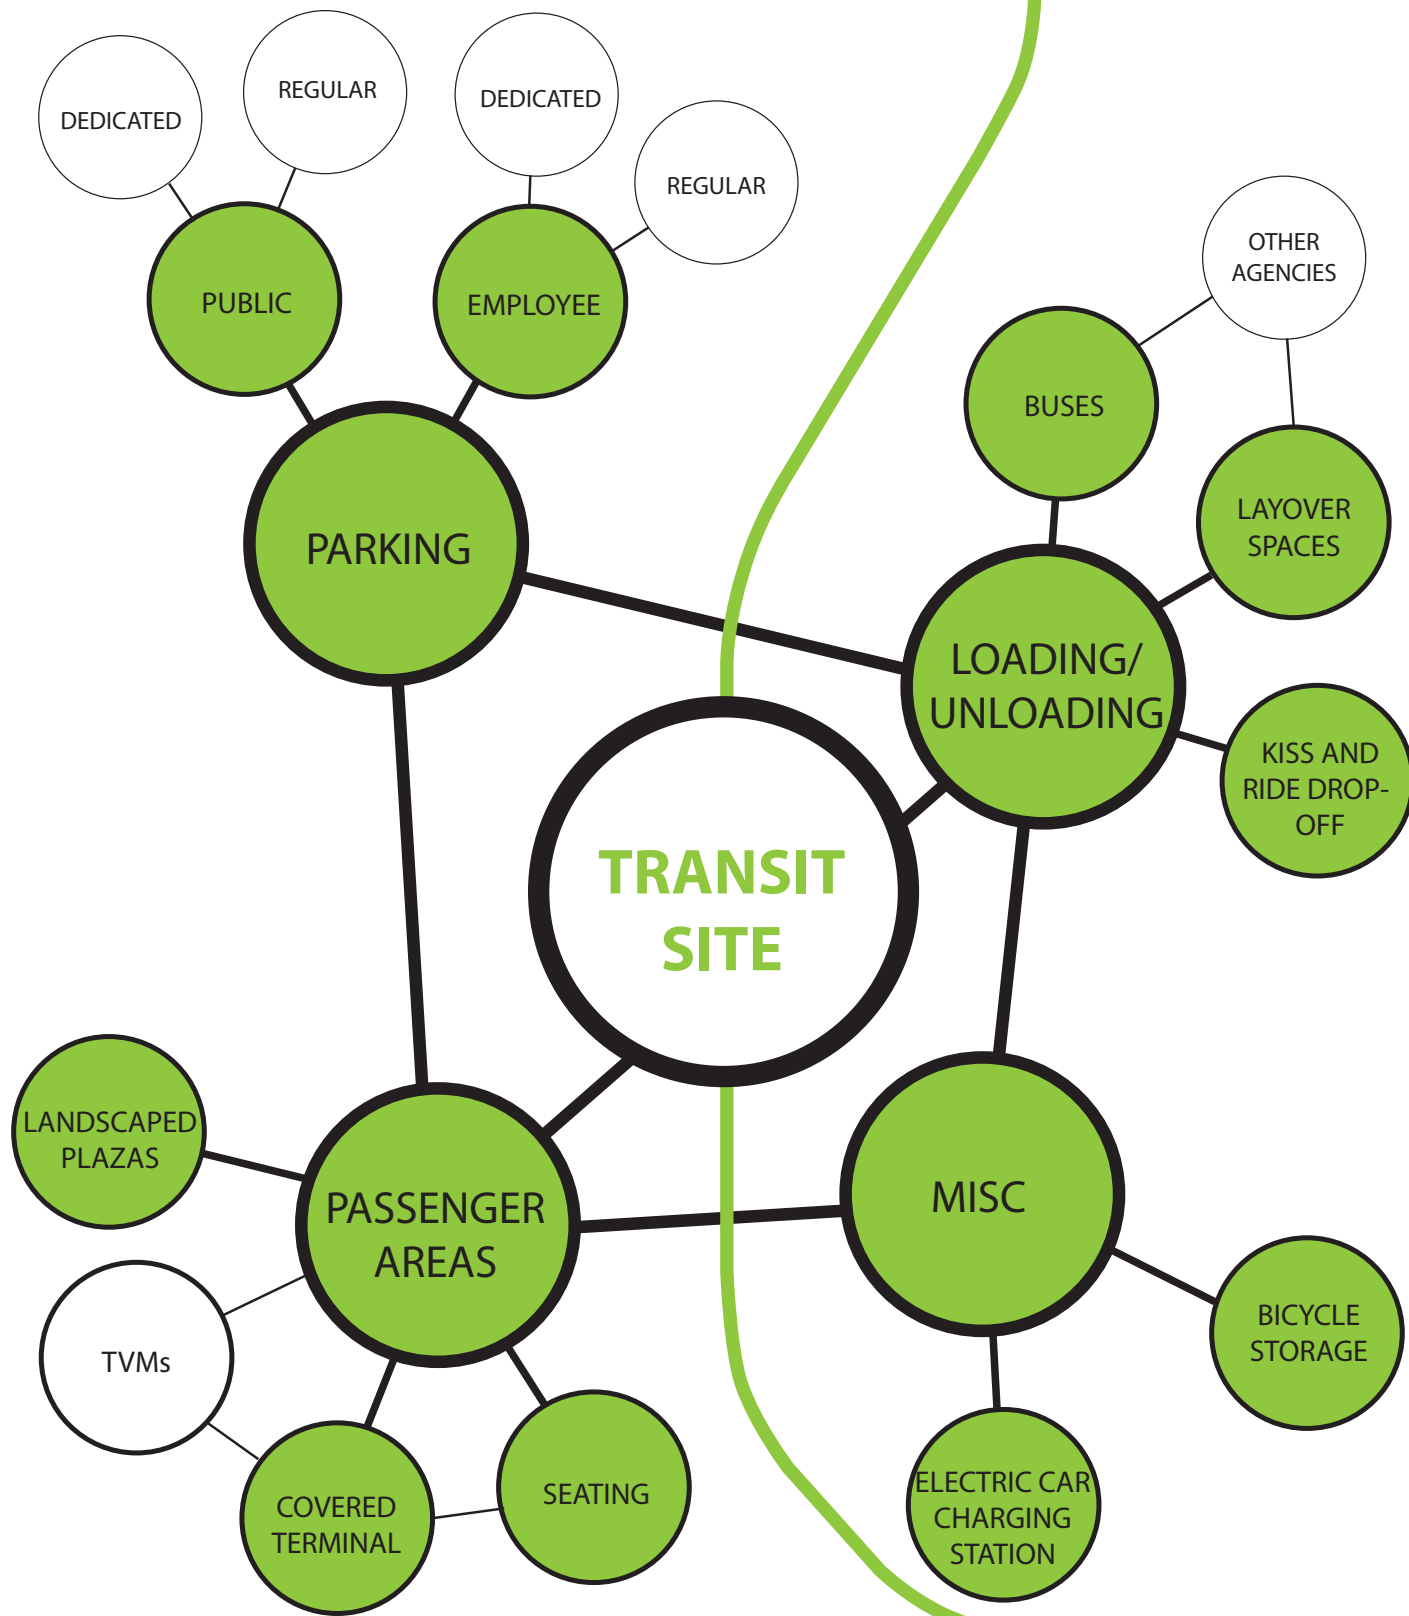 DEDICATED
REGULAR
DEDICATED
REGULAR
PUBLIC
EMPLOYEE
PARKING
OTHER
AGENCIES
BUSES
LAYOVER
SPACES
LOADING/
UNLOADING
KISS AND
RIDE DROP-
OFF
TRANSIT
SITE
LANDSCAPED
PLAZAS
PASSENGER
AREAS
MISC
TVMs
COVERED
TERMINAL
SEATING
BICYCLE
STORAGE
ELECTRIC CAR
CHARGING
STATION